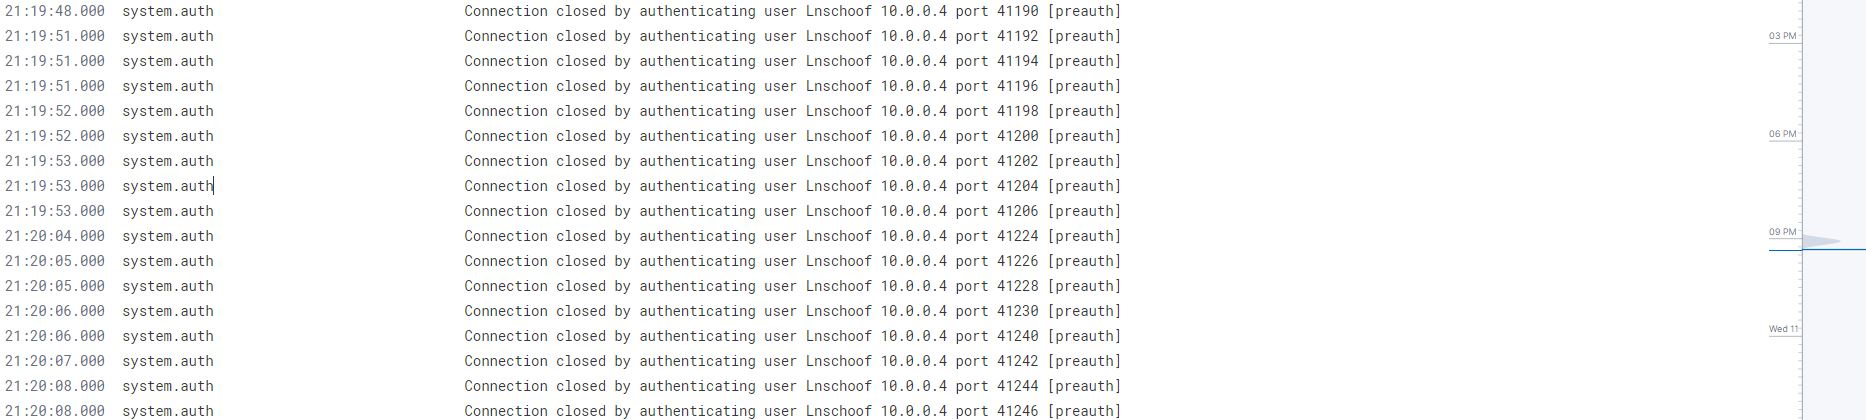 21:19:48.000 system.auth Connection closed by authenticating user Lnschoof 10.0.0.4 port 41190 [preauth]
21:19:51.000 system.auth Connection closed by authenticating user Lnschoof 10.0.0.4 port 41192 [preauth]
21:19:51.000 system.auth Connection closed by authenticating user Lnschoof 10.0.0.4 port 41194 [preauth]
21:19:51.000 system.auth Connection closed by authenticating user Lnschoof 10.0.0.4 port 41196 [preauth]
21:19:52.000 system.auth Connection closed by authenticating user Lnschoof 10.0.0.4 port 41198 [preauth]
21:19:52.000 system.auth Connection closed by authenticating user Lnschoof 10.0.0.4 port 41200 [preauth]
21:19:53.000 system.auth Connection closed by authenticating user Lnschoof 10.0.0.4 port 41202 [preauth]
21:19:53.000 system.auth Connection closed by authenticating user Lnschoof 10.0.0.4 port 41204 [preauth]
21:19:53.000 system.auth Connection closed by authenticating user Lnschoof 10.0.0.4 port 41206 [preauth]
21:20:04.000 system.auth Connection closed by authenticating user Lnschoof 10.0.0.4 port 41224 [preauth]
21:20:05.000 system.auth Connection closed by authenticating user Lnschoof 10.0.0.4 port 41226 [preauth]
21:20:05.000 system.auth Connection closed by authenticating user Lnschoof 10.0.0.4 port 41228 [preauth]
21:20:06.000 system.auth Connection closed by authenticating user Lnschoof 10.0.0.4 port 41230 [preauth]
21:20:06.000 system.auth Connection closed by authenticating user Lnschoof 10.0.0.4 port 41240 [preauth]
21:20:07.000 system.auth Connection closed by authenticating user Lnschoof 10.0.0.4 port 41242 [preauth]
21:20:08.000 system.auth Connection closed by authenticating user Lnschoof 10.0.0.4 port 41244 [preauth]
21:20:08.000 system.auth Connection closed by authenticating user Lnschoof 10.0.0.4 port 41246 [preauth]
03 PM
06 PM
09 PM
Wed 11